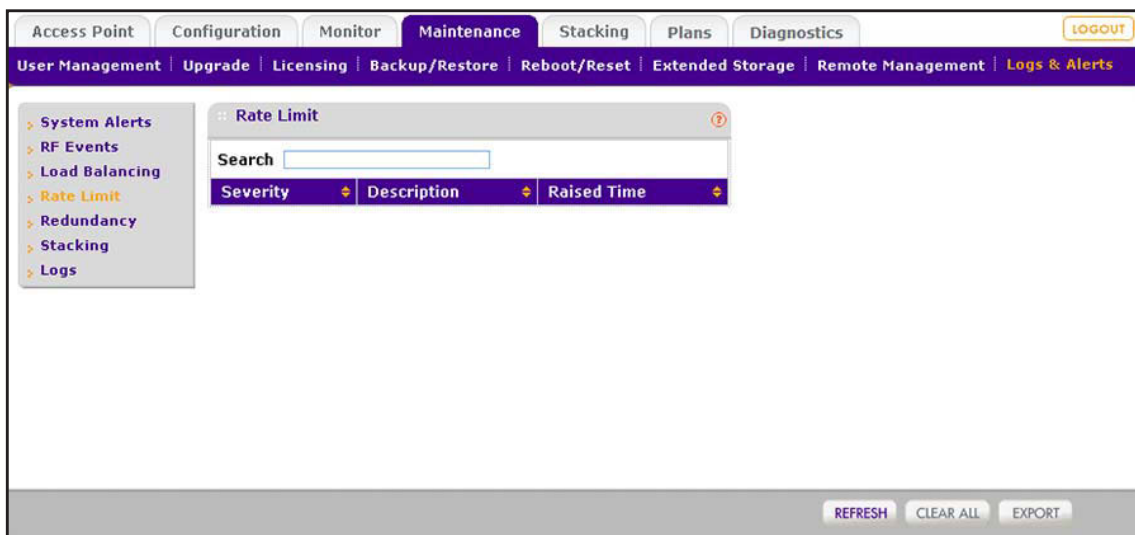 Access Point Configuration Monitor Maintenance Stacking Plans Diagnostics LOGOUT
User Management Upgrade Licensing Backup/Restore Reboot/Reset Extended Storage Remote Management Logs & Alerts
System Alerts
RF Events
Load Balancing
Rate Limit
Redundancy
Stacking
Logs
Rate Limit ?
Search
Severity Description Raised Time
REFRESH CLEAR ALL EXPORT